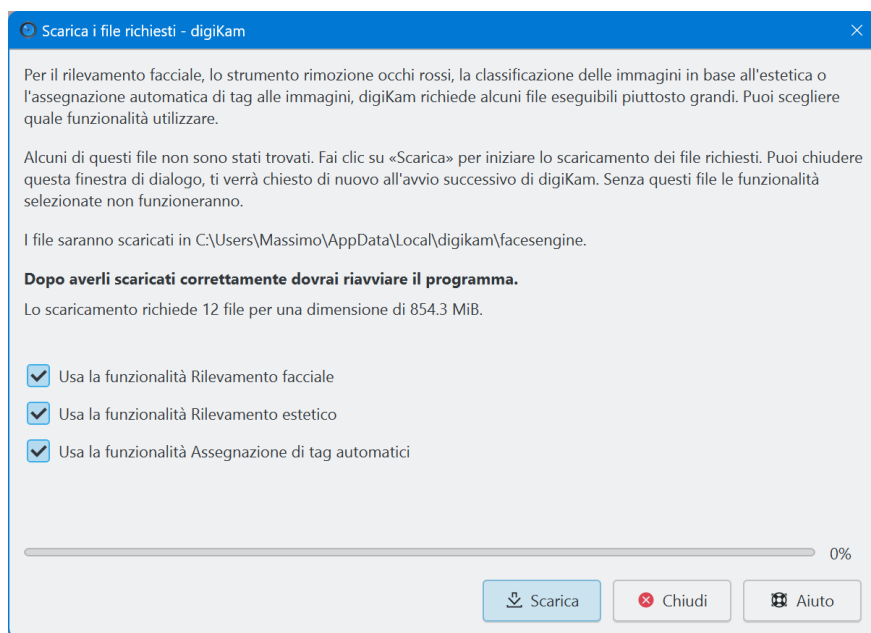 Scarica i file richiesti - digiKam
Per il rilevamento facciale, lo strumento rimozione occhi rossi, la classificazione delle immagini in base all'estetica o
l'assegnazione automatica di tag alle immagini, digiKam richiede alcuni file eseguibili piuttosto grandi. Puoi scegliere
quale funzionalità utilizzare.
Alcuni di questi file non sono stati trovati. Fai clic su «Scarica» per iniziare lo scaricamento dei file richiesti. Puoi chiudere
questa finestra di dialogo, ti verrà chiesto di nuovo all'avvio successivo di digiKam. Senza questi file le funzionalità
selezionate non funzioneranno.
I file saranno scaricati in C:\Users\Massimo\AppData\Local\digikam\facesengine.
Dopo averli scaricati correttamente dovrai riavviare il programma.
Lo scaricamento richiede 12 file per una dimensione di 854.3 MiB.
Usa la funzionalità Rilevamento facciale
Usa la funzionalità Rilevamento estetico
Usa la funzionalità Assegnazione di tag automatici
0%
Scarica
Chiudi
Aiuto